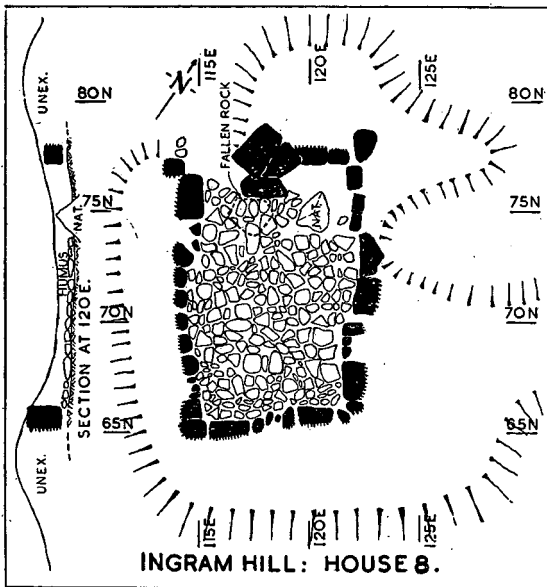 UNEX.
80N
N
115E
120E
125E
80N
FALLEN ROCK
75N
NAT.
NAT.
75N
HUMUS
SECTION AT 120E.
70N
70N
65N
65N
UNEX.
115E
120E
125E
INGRAM HILL: HOUSE 8.